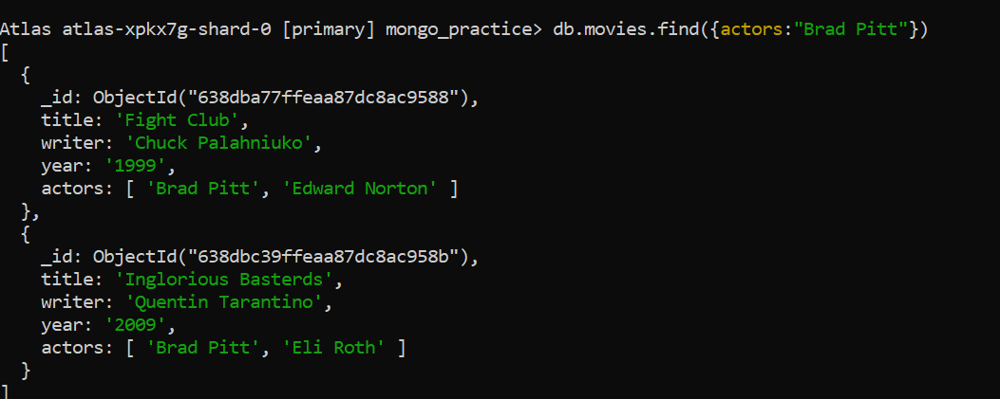 Atlas atlas-xpkx7g-shard-0 [primary] mongo_practice> db.movies.find({actors:"Brad Pitt"})
[
  {
    _id: ObjectId("638dba77ffeaa87dc8ac9588"),
    title: 'Fight Club',
    writer: 'Chuck Palahniuko',
    year: '1999',
    actors: [ 'Brad Pitt', 'Edward Norton' ]
  },
  {
    _id: ObjectId("638dbc39ffeaa87dc8ac958b"),
    title: 'Inglorious Basterds',
    writer: 'Quentin Tarantino',
    year: '2009',
    actors: [ 'Brad Pitt', 'Eli Roth' ]
  }
]